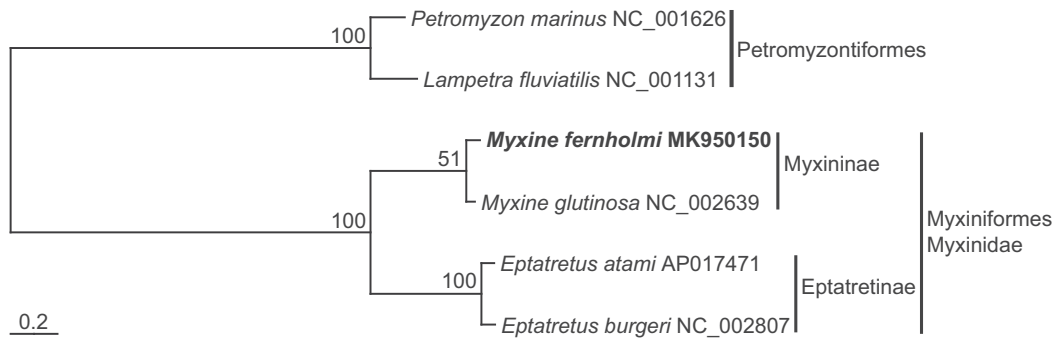 Petromyzon marinus NC_001626
100
Petromyzontiformes
Lampetra fluviatilis NC_001131
Myxine fernholmi MK950150
51
Myxininae
Myxine glutinosa NC_002639
100
Myxiniformes
Myxinidae
Eptatretus atami AP017471
100
Eptatretinae
Eptatretus burgeri NC_002807
0.2